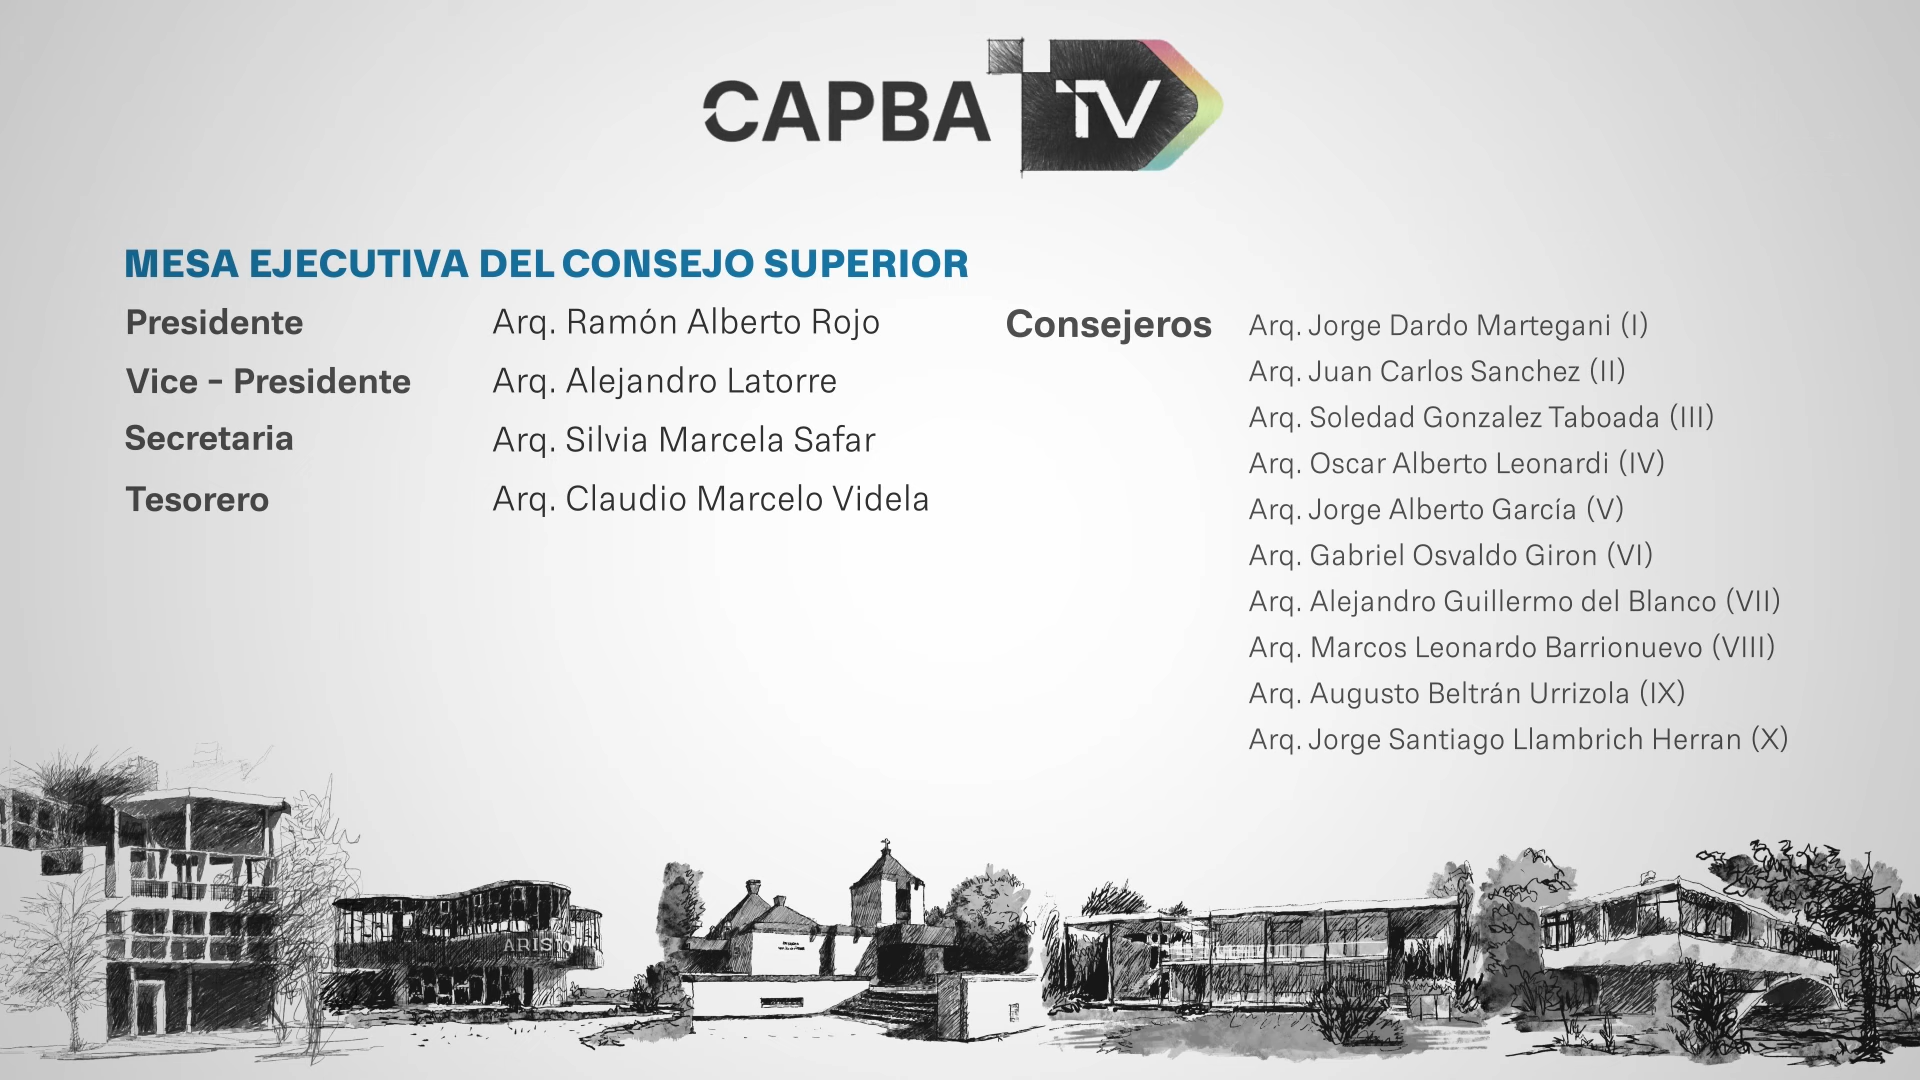 CAPBA TV
MESA EJECUTIVA DEL CONSEJO SUPERIOR
Presidente Arq. Ramón Alberto Rojo
Vice - Presidente Arq. Alejandro Latorre
Secretaria Arq. Silvia Marcela Safar
Tesorero Arq. Claudio Marcelo Videla
Consejeros Arq. Jorge Dardo Martegani (I)
Arq. Juan Carlos Sanchez (II)
Arq. Soledad Gonzalez Taboada (III)
Arq. Oscar Alberto Leonardi (IV)
Arq. Jorge Alberto García (V)
Arq. Gabriel Osvaldo Giron (VI)
Arq. Alejandro Guillermo del Blanco (VII)
Arq. Marcos Leonardo Barrionuevo (VIII)
Arq. Augusto Beltrán Urrizola (IX)
Arq. Jorge Santiago Llambrich Herran (X)
ARISTO